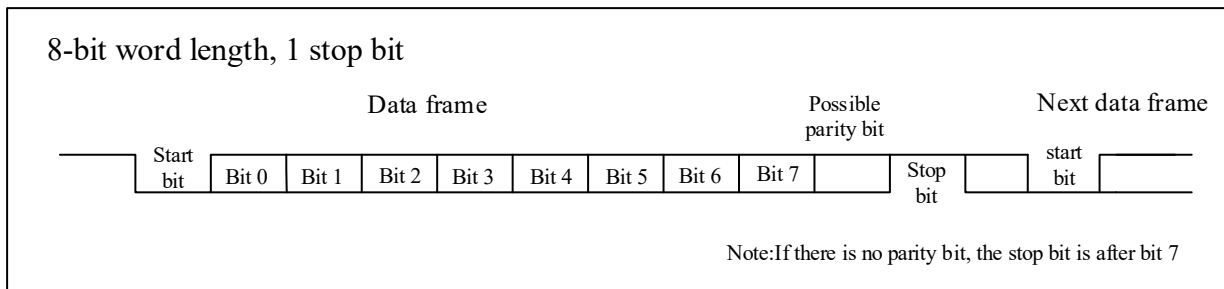 8-bit word length, 1 stop bit
Data frame
Possible
parity bit
Next data frame
Start
bit
Bit 0
Bit 1
Bit 2
Bit 3
Bit 4
Bit 5
Bit 6
Bit 7
Stop
bit
start
bit
Note:If there is no parity bit, the stop bit is after bit 7